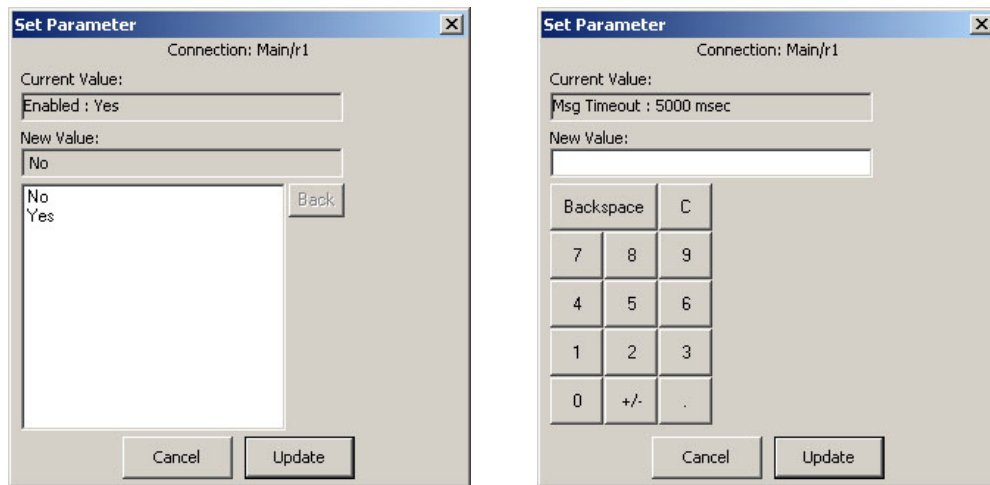 Set Parameter
Connection: Main/r1
Current Value:
Enabled : Yes
New Value:
No
No
Yes
Back
Cancel
Update
Set Parameter
Connection: Main/r1
Current Value:
Msg Timeout : 5000 msec
New Value:
Backspace C
7 8 9
4 5 6
1 2 3
0 +/- .
Cancel
Update